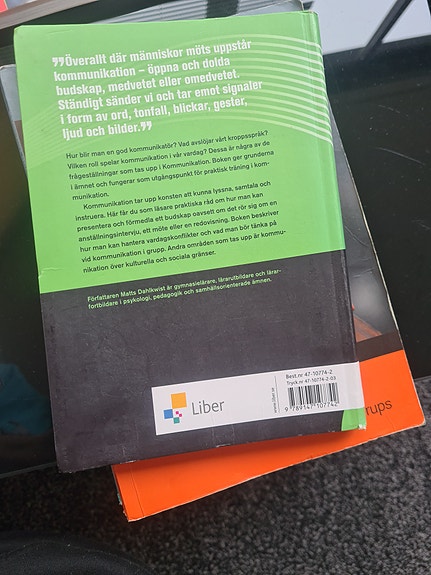 ”Överallt där människor möts uppstår
kommunikation – öppna och dolda
budskap, medvetet eller omedvetet.
Ständigt sänder vi och tar emot signaler
i form av ord, tonfall, blickar, gester,
ljud och bilder.”
Hur blir man en god kommunikatör? Vad avslöjar vårt kroppsspråk?
Vilken roll spelar kommunikation i vår vardag? Dessa är några av de
frågeställningar som tas upp i Kommunikation. Boken ger grunderna
i ämnet och fungerar som utgångspunkt för praktisk träning i kom-
munikation.
Kommunikation tar upp konsten att kunna lyssna, samtala och
instruera. Här får du som läsare praktiska råd om hur man kan
presentera och förmedla ett budskap oavsett om det rör sig om en
anställningsintervju, ett möte eller en redovisning. Boken beskriver
hur man kan hantera vardagskonflikter och vad man bör tänka på
vid kommunikation i grupp. Andra områden som tas upp är kommu-
nikation över kulturella och sociala gränser.
Författaren Matts Dahlkwist är gymnasielärare, lärarutbildare och lärar-
fortbildare i psykologi, pedagogik och samhällsorienterade ämnen.
Liber
www.liber.se
Best.nr 47-10774-2
Tryck.nr 47-10774-2-03
9 789147 107742
rups